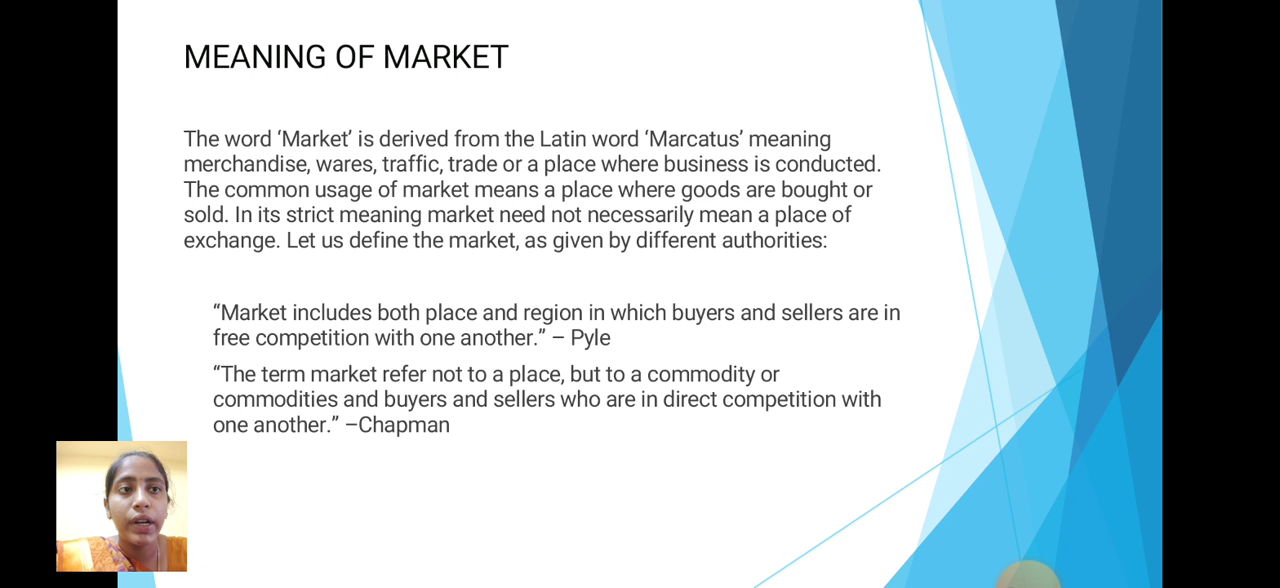 MEANING OF MARKET
The word ‘Market’ is derived from the Latin word ‘Marcatus’ meaning
merchandise, wares, traffic, trade or a place where business is conducted.
The common usage of market means a place where goods are bought or
sold. In its strict meaning market need not necessarily mean a place of
exchange. Let us define the market, as given by different authorities:
“Market includes both place and region in which buyers and sellers are in
free competition with one another.” – Pyle
“The term market refer not to a place, but to a commodity or
commodities and buyers and sellers who are in direct competition with
one another.” –Chapman